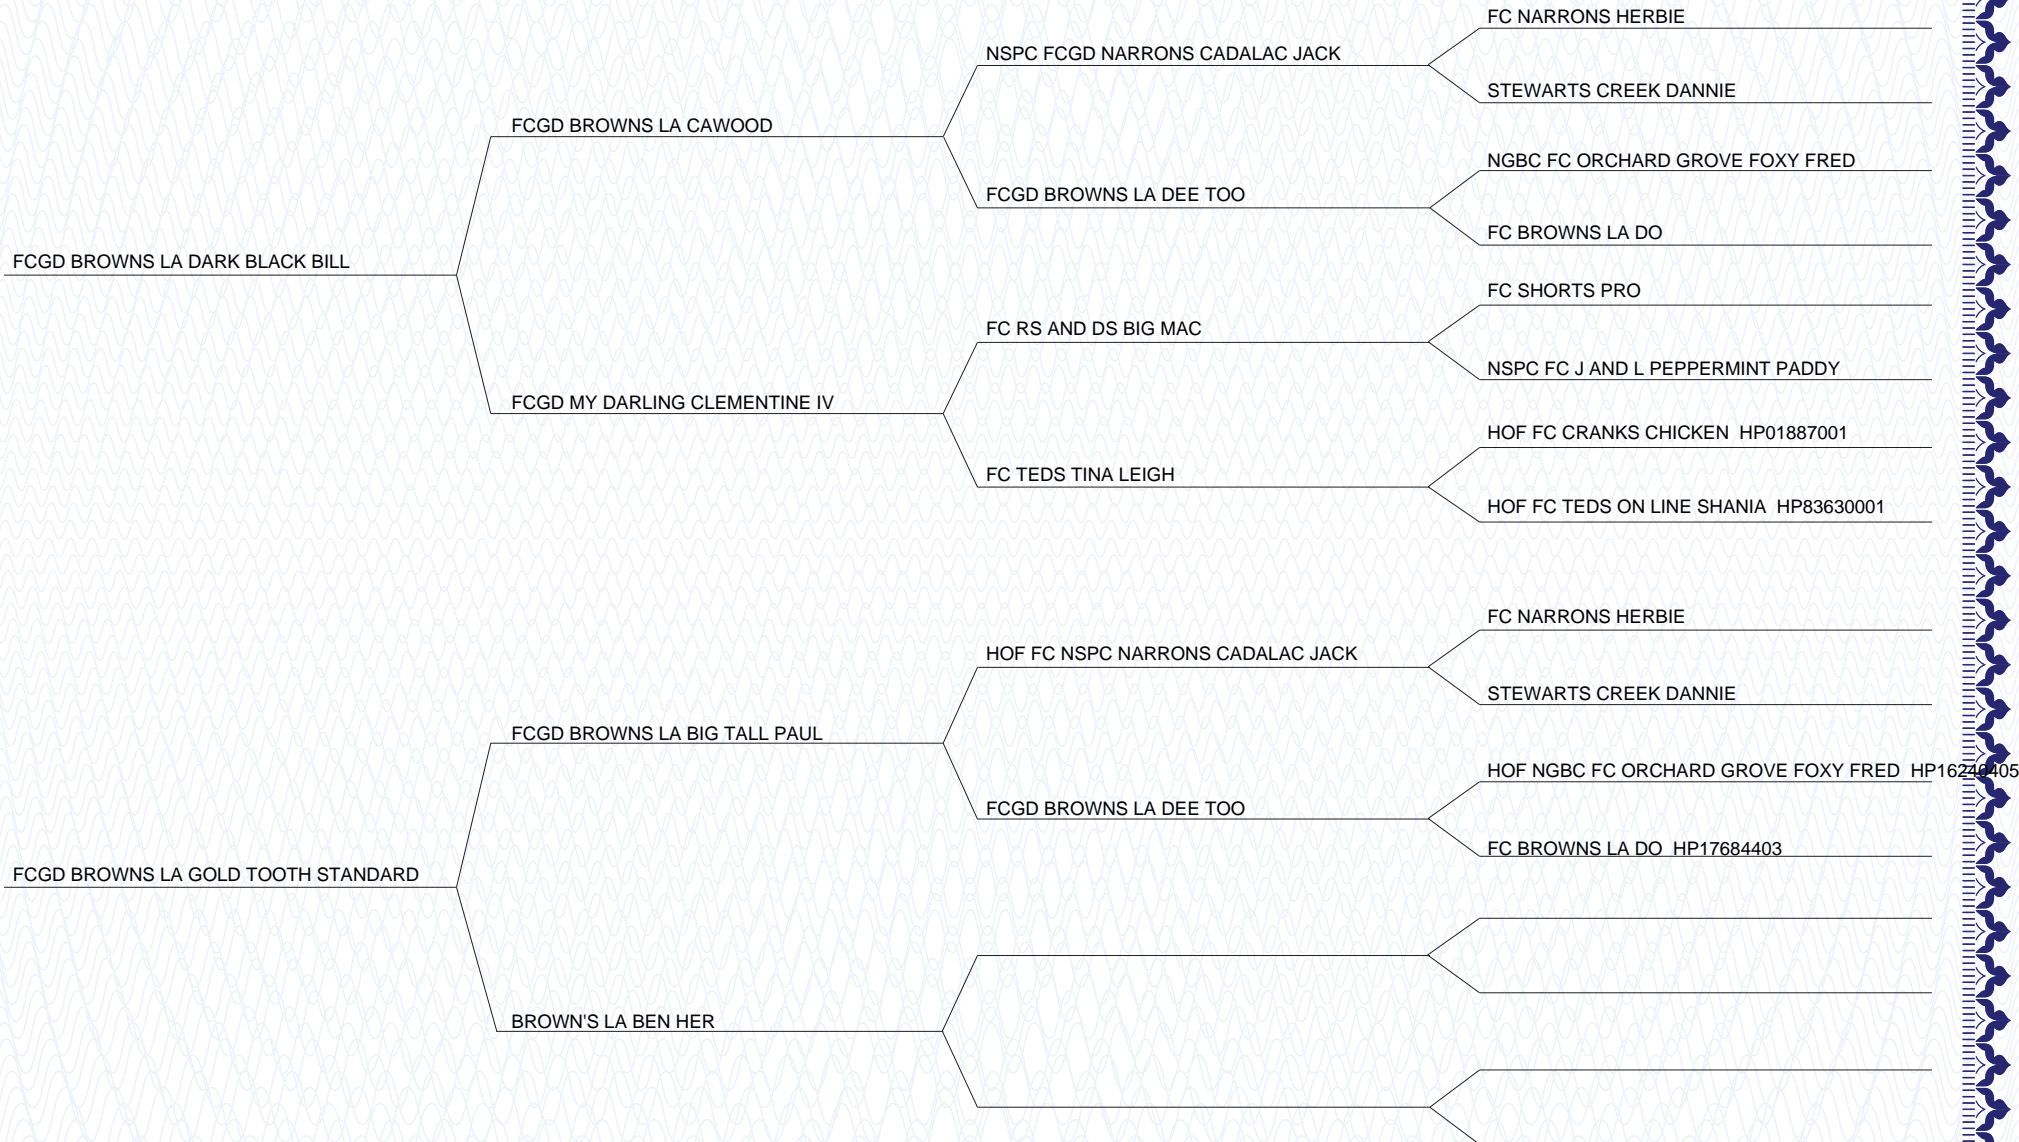 FC NARRONS HERBIE
NSPC FCGD NARRONS CADALAC JACK
STEWARTS CREEK DANNIE
FCGD BROWNS LA CAWOOD
NGBC FC ORCHARD GROVE FOXY FRED
FCGD BROWNS LA DEE TOO
FC BROWNS LA DO
FCGD BROWNS LA DARK BLACK BILL
FC SHORTS PRO
FC RS AND DS BIG MAC
NSPC FC J AND L PEPPERMINT PADDY
FCGD MY DARLING CLEMENTINE IV
HOF FC CRANKS CHICKEN HP01887001
FC TEDS TINA LEIGH
HOF FC TEDS ON LINE SHANIA HP83630001
FC NARRONS HERBIE
HOF FC NSPC NARRONS CADALAC JACK
STEWARTS CREEK DANNIE
FCGD BROWNS LA BIG TALL PAUL
HOF NGBC FC ORCHARD GROVE FOXY FRED HP16240405
FCGD BROWNS LA DEE TOO
FC BROWNS LA DO HP17684403
FCGD BROWNS LA GOLD TOOTH STANDARD
BROWN'S LA BEN HER